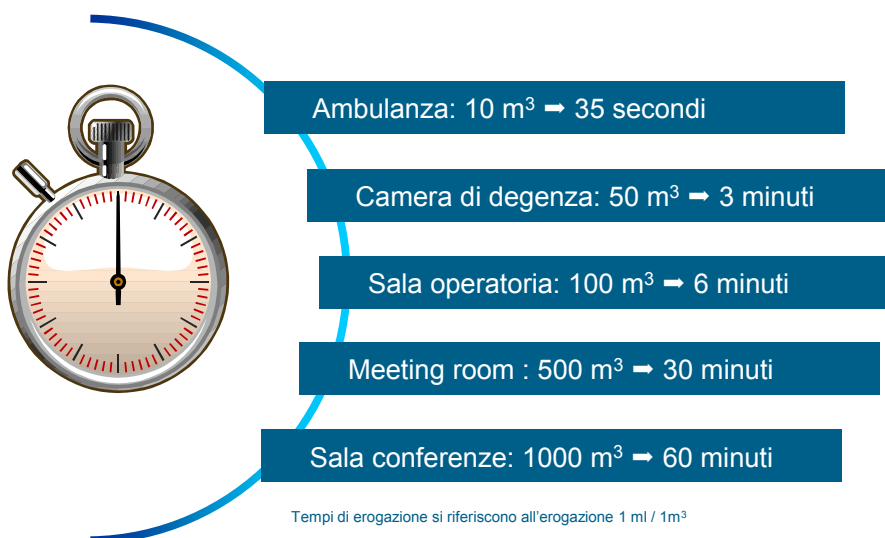 Ambulanza: 10 m³ ➡ 35 secondi
Camera di degenza: 50 m³ ➡ 3 minuti
Sala operatoria: 100 m³ ➡ 6 minuti
Meeting room : 500 m³ ➡ 30 minuti
Sala conferenze: 1000 m³ ➡ 60 minuti
Tempi di erogazione si riferiscono all'erogazione 1 ml / 1m³